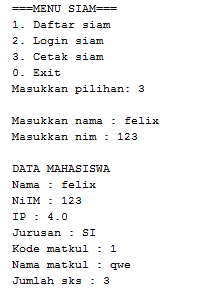 ===MENU SIAM===
1. Daftar siam
2. Login siam
3. Cetak siam
0. Exit
Masukkan pilihan: 3
Masukkan nama : felix
Masukkan nim : 123
DATA MAHASISWA
Nama : felix
NiIM : 123
IP : 4.0
Jurusan : SI
Kode matkul : 1
Nama matkul : qwe
Jumlah sks : 3